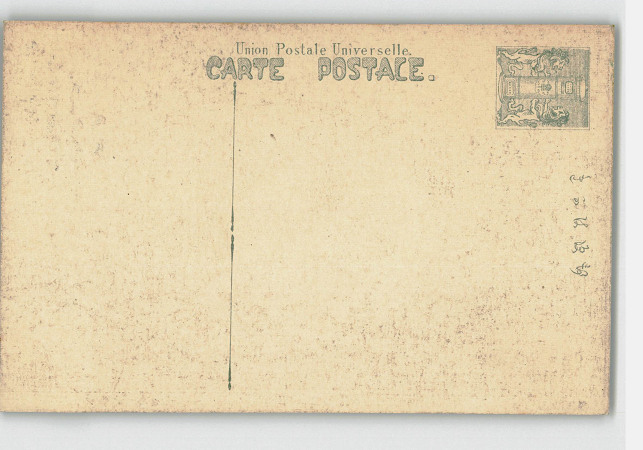 Union Postale Universelle.
CARTE POSTALE.